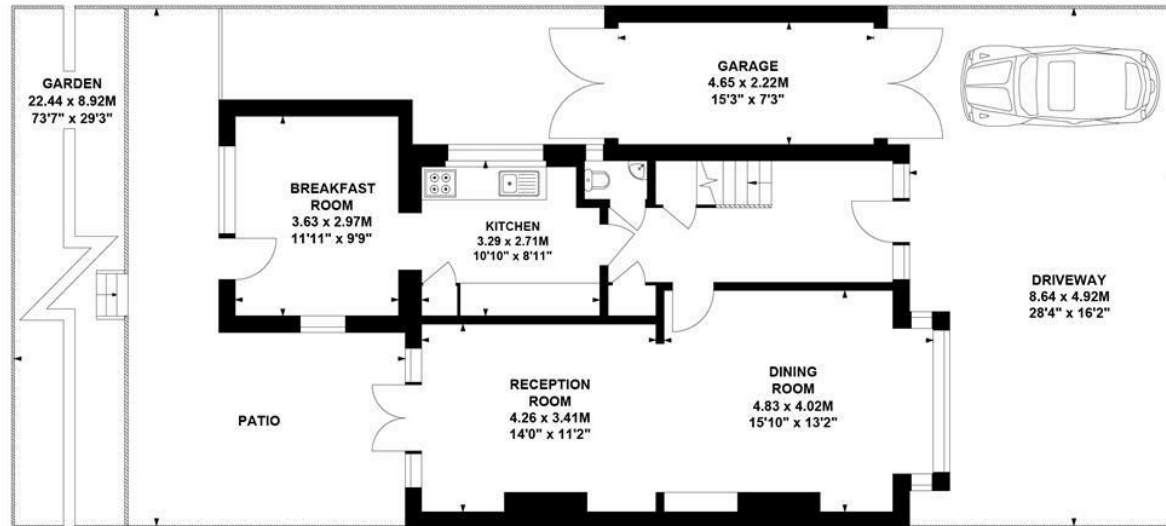 GARDEN
22.44 x 8.92M
73'7" x 29'3"
GARAGE
4.65 x 2.22M
15'3" x 7'3"
BREAKFAST
ROOM
3.63 x 2.97M
11'11" x 9'9"
KITCHEN
3.29 x 2.71M
10'10" x 8'11"
DRIVEWAY
8.64 x 4.92M
28'4" x 16'2"
PATIO
RECEPTION
ROOM
4.26 x 3.41M
14'0" x 11'2"
DINING
ROOM
4.83 x 4.02M
15'10" x 13'2"